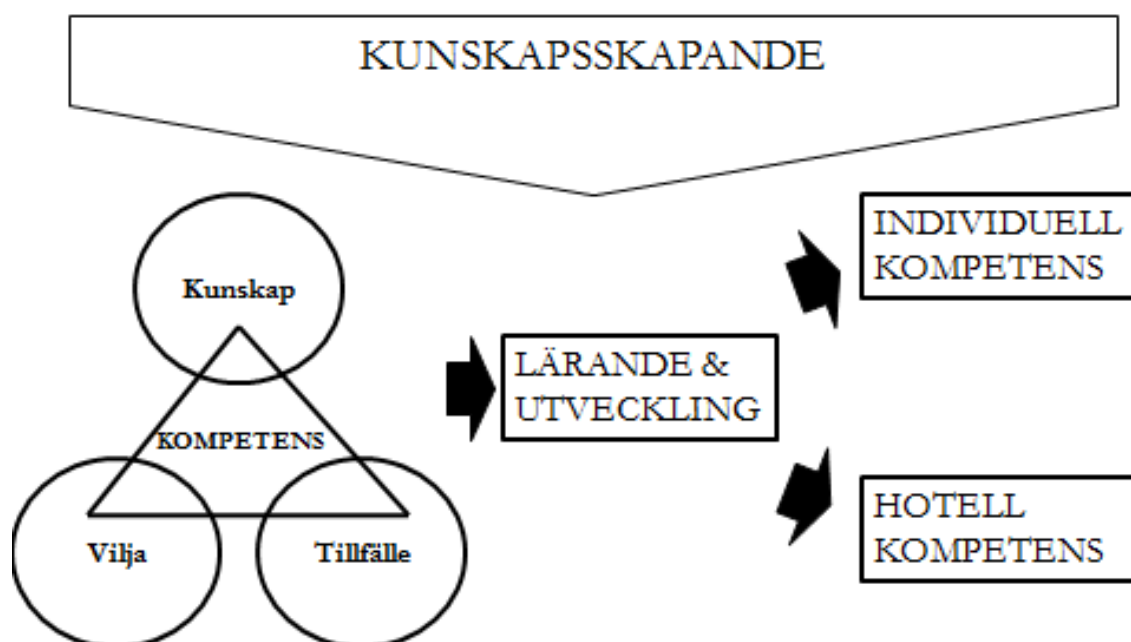 KUNSKAPSSKAPANDE
Kunskap
KOMPETENS
Vilja
Tillfälle
LÄRANDE &
UTVECKLING
INDIVIDUELL
KOMPETENS
HOTELL
KOMPETENS